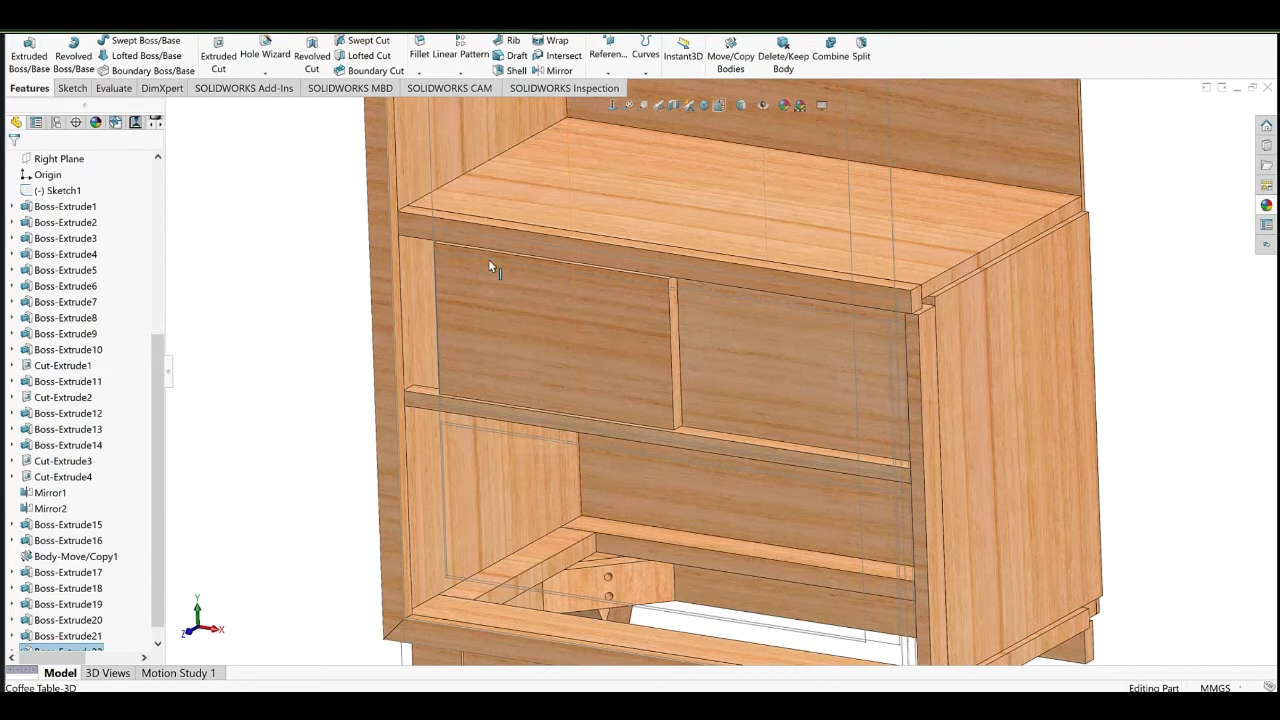 Extruded Boss/Base
Revolved Boss/Base
Swept Boss/Base
Lofted Boss/Base
Boundary Boss/Base
Extruded Cut
Hole Wizard
Revolved Cut
Swept Cut
Lofted Cut
Boundary Cut
Fillet
Linear Pattern
Rib
Draft
Shell
Wrap
Intersect
Mirror
Referen...
Curves
Instant3D
Move/Copy Bodies
Delete/Keep Body
Combine
Split
Features Sketch Evaluate DimXpert SOLIDWORKS Add-Ins SOLIDWORKS MBD SOLIDWORKS CAM SOLIDWORKS Inspection
Right Plane
Origin
(-) Sketch1
Boss-Extrude1
Boss-Extrude2
Boss-Extrude3
Boss-Extrude4
Boss-Extrude5
Boss-Extrude6
Boss-Extrude7
Boss-Extrude8
Boss-Extrude9
Boss-Extrude10
Cut-Extrude1
Boss-Extrude11
Cut-Extrude2
Boss-Extrude12
Boss-Extrude13
Boss-Extrude14
Cut-Extrude3
Cut-Extrude4
Mirror1
Mirror2
Boss-Extrude15
Boss-Extrude16
Body-Move/Copy1
Boss-Extrude17
Boss-Extrude18
Boss-Extrude19
Boss-Extrude20
Boss-Extrude21
Y
Z X
Model 3D Views Motion Study 1
Coffee Table-3D Editing Part MMGS